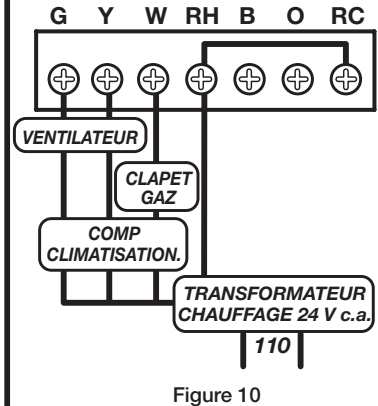 G Y W RH B O RC
VENTILATEUR
CLAPET
GAZ
COMP
CLIMATISATION.
TRANSFORMATEUR
CHAUFFAGE 24 V c.a.
110
Figure 10